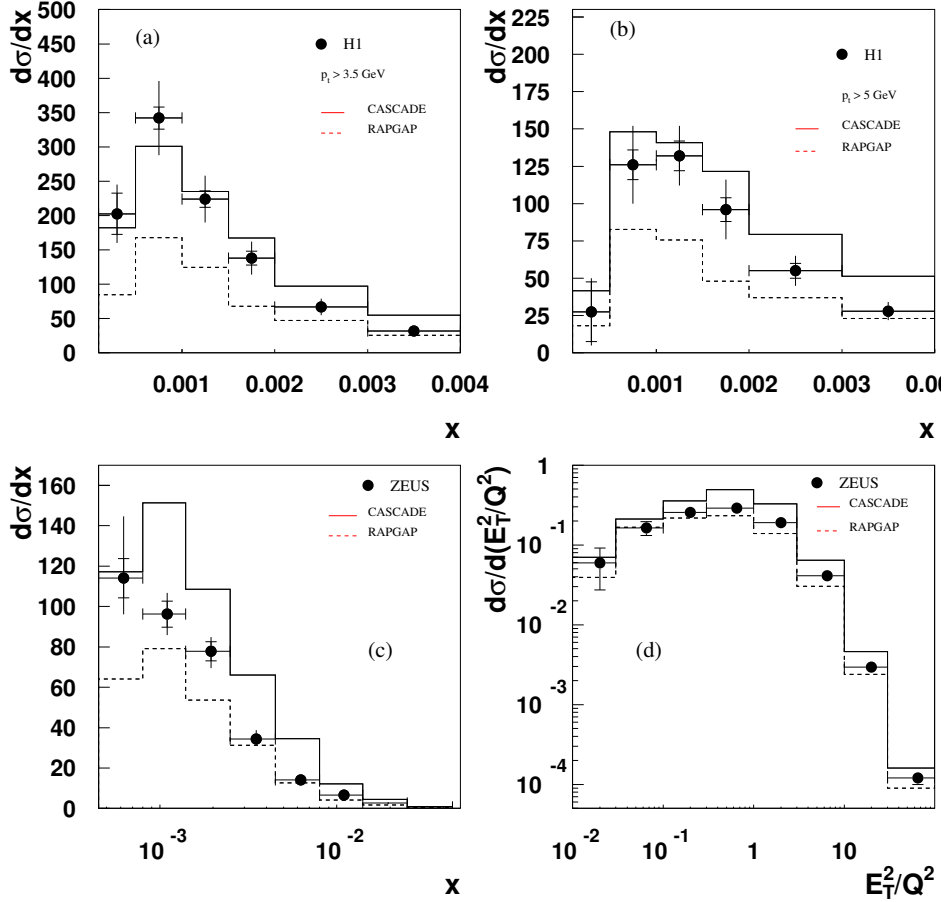 dσ/dx
500
450
400
350
300
250
200
150
100
50
0
(a)
H1
p_t > 3.5 GeV
CASCADE
RAPGAP
0.001
0.002
0.003
0.004
x
dσ/dx
225
200
175
150
125
100
75
50
25
0
(b)
H1
p_t > 5 GeV
CASCADE
RAPGAP
0.001
0.002
0.003
0.00
x
dσ/dx
160
140
120
100
80
60
40
20
0
ZEUS
CASCADE
RAPGAP
(c)
10^-3
10^-2
x
dσ/d(E_T^2/Q^2)
1
10^-1
10^-2
10^-3
10^-4
ZEUS
CASCADE
RAPGAP
(d)
10^-2
10^-1
1
10
E_T^2/Q^2